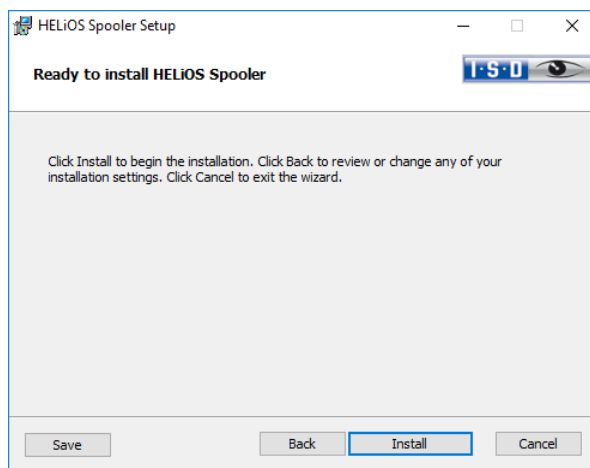 HELiOS Spooler Setup
Ready to install HELiOS Spooler
I·S·D
Click Install to begin the installation. Click Back to review or change any of your
installation settings. Click Cancel to exit the wizard.
Save
Back
Install
Cancel